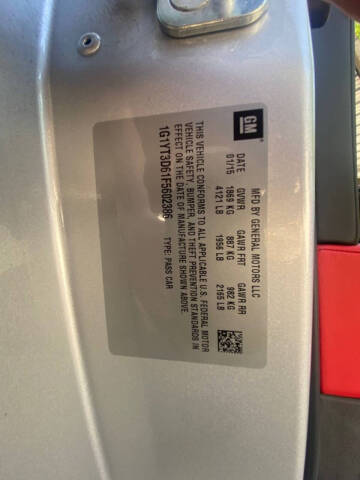 GM
MFD BY GENERAL MOTORS LLC
DATE GVWR GAWR FRT GAWR RR
01/15 1869 KG 887 KG 982 KG
4121 LB 1956 LB 2165 LB
THIS VEHICLE CONFORMS TO ALL APPLICABLE U.S. FEDERAL MOTOR
VEHICLE SAFETY, BUMPER, AND THEFT PREVENTION STANDARDS IN
EFFECT ON THE DATE OF MANUFACTURE SHOWN ABOVE.
1G1YT3D61F5602386 TYPE: PASS CAR